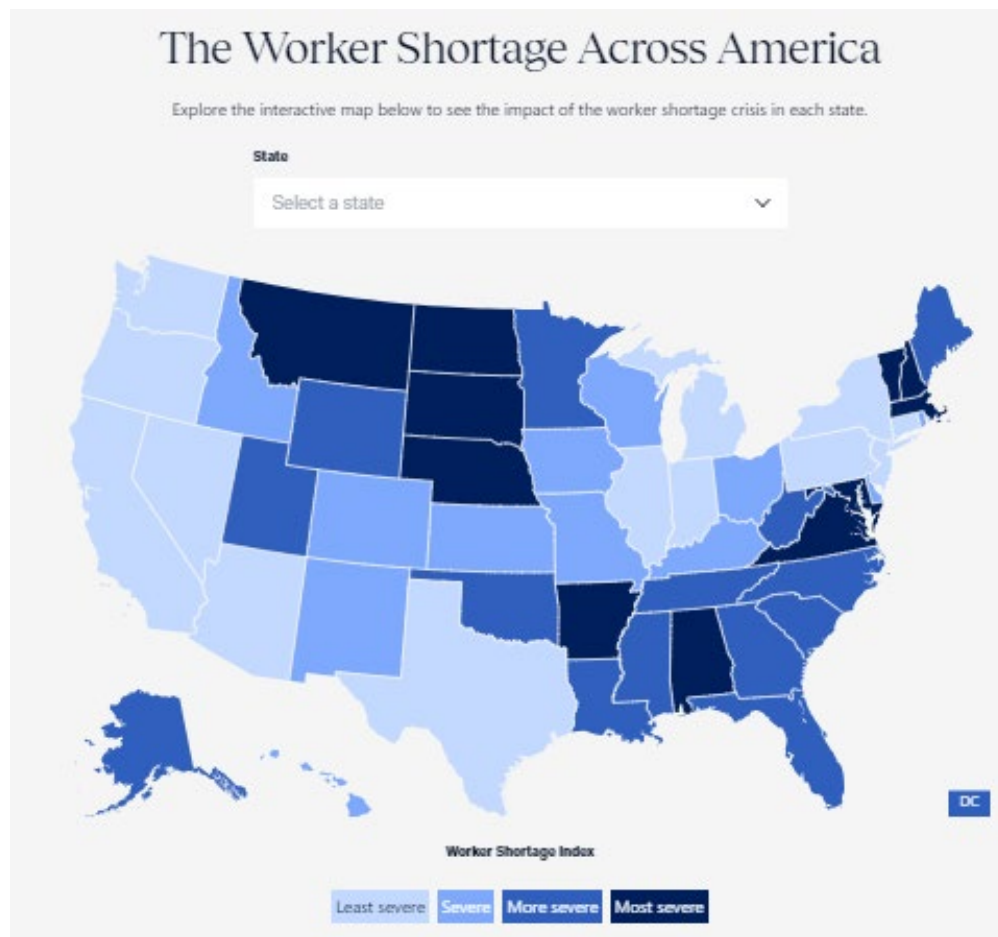 The Worker Shortage Across America
Explore the interactive map below to see the impact of the worker shortage crisis in each state.
State
Select a state
DC
Worker Shortage Index
Least severe Severe More severe Most severe